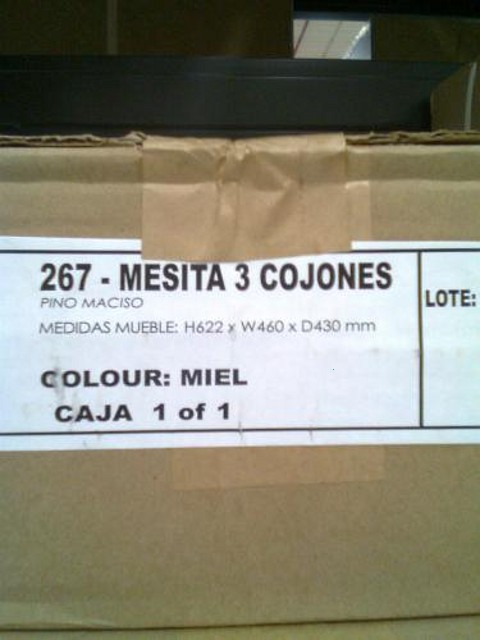 267 - MESITA 3 COJONES
PINO MACISO
MEDIDAS MUEBLE: H622 x W460 x D430 mm
LOTE:
COLOUR: MIEL
CAJA 1 of 1